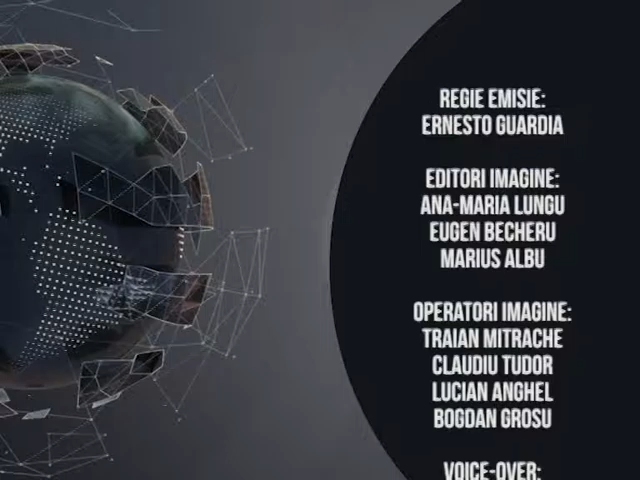 REGIE EMISIE:
ERNESTO GUARDIA
EDITORI IMAGINE:
ANA-MARIA LUNGU
EUGEN BECHERU
MARIUS ALBU
OPERATORI IMAGINE:
TRAIAN MITRACHE
CLAUDIU TUDOR
LUCIAN ANGHEL
BOGDAN GROSU
VOICE-OVER: